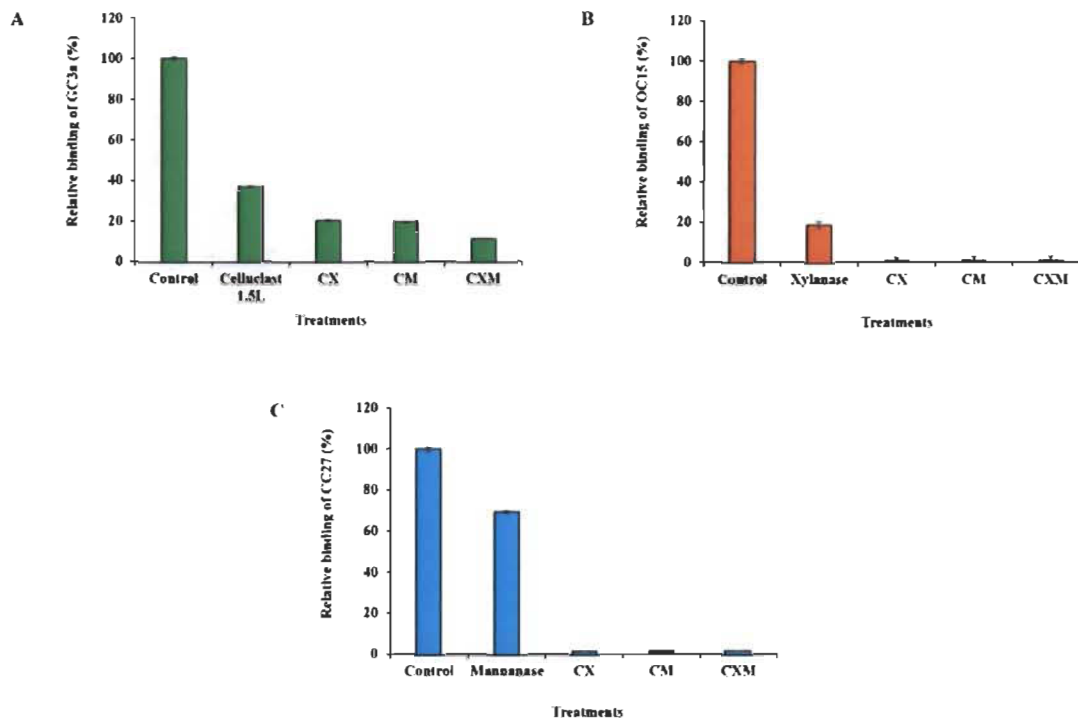 A
Relative binding of GC3a (%)
120
100
80
60
40
20
0
Control Celluclast 1.5L CX CM CXM
Treatments
B
Relative binding of OC15 (%)
120
100
80
60
40
20
0
Control Xylanase CX CM CXM
Treatments
C
Relative binding of CC27 (%)
120
100
80
60
40
20
0
Control Mannanase CX CM CXM
Treatments